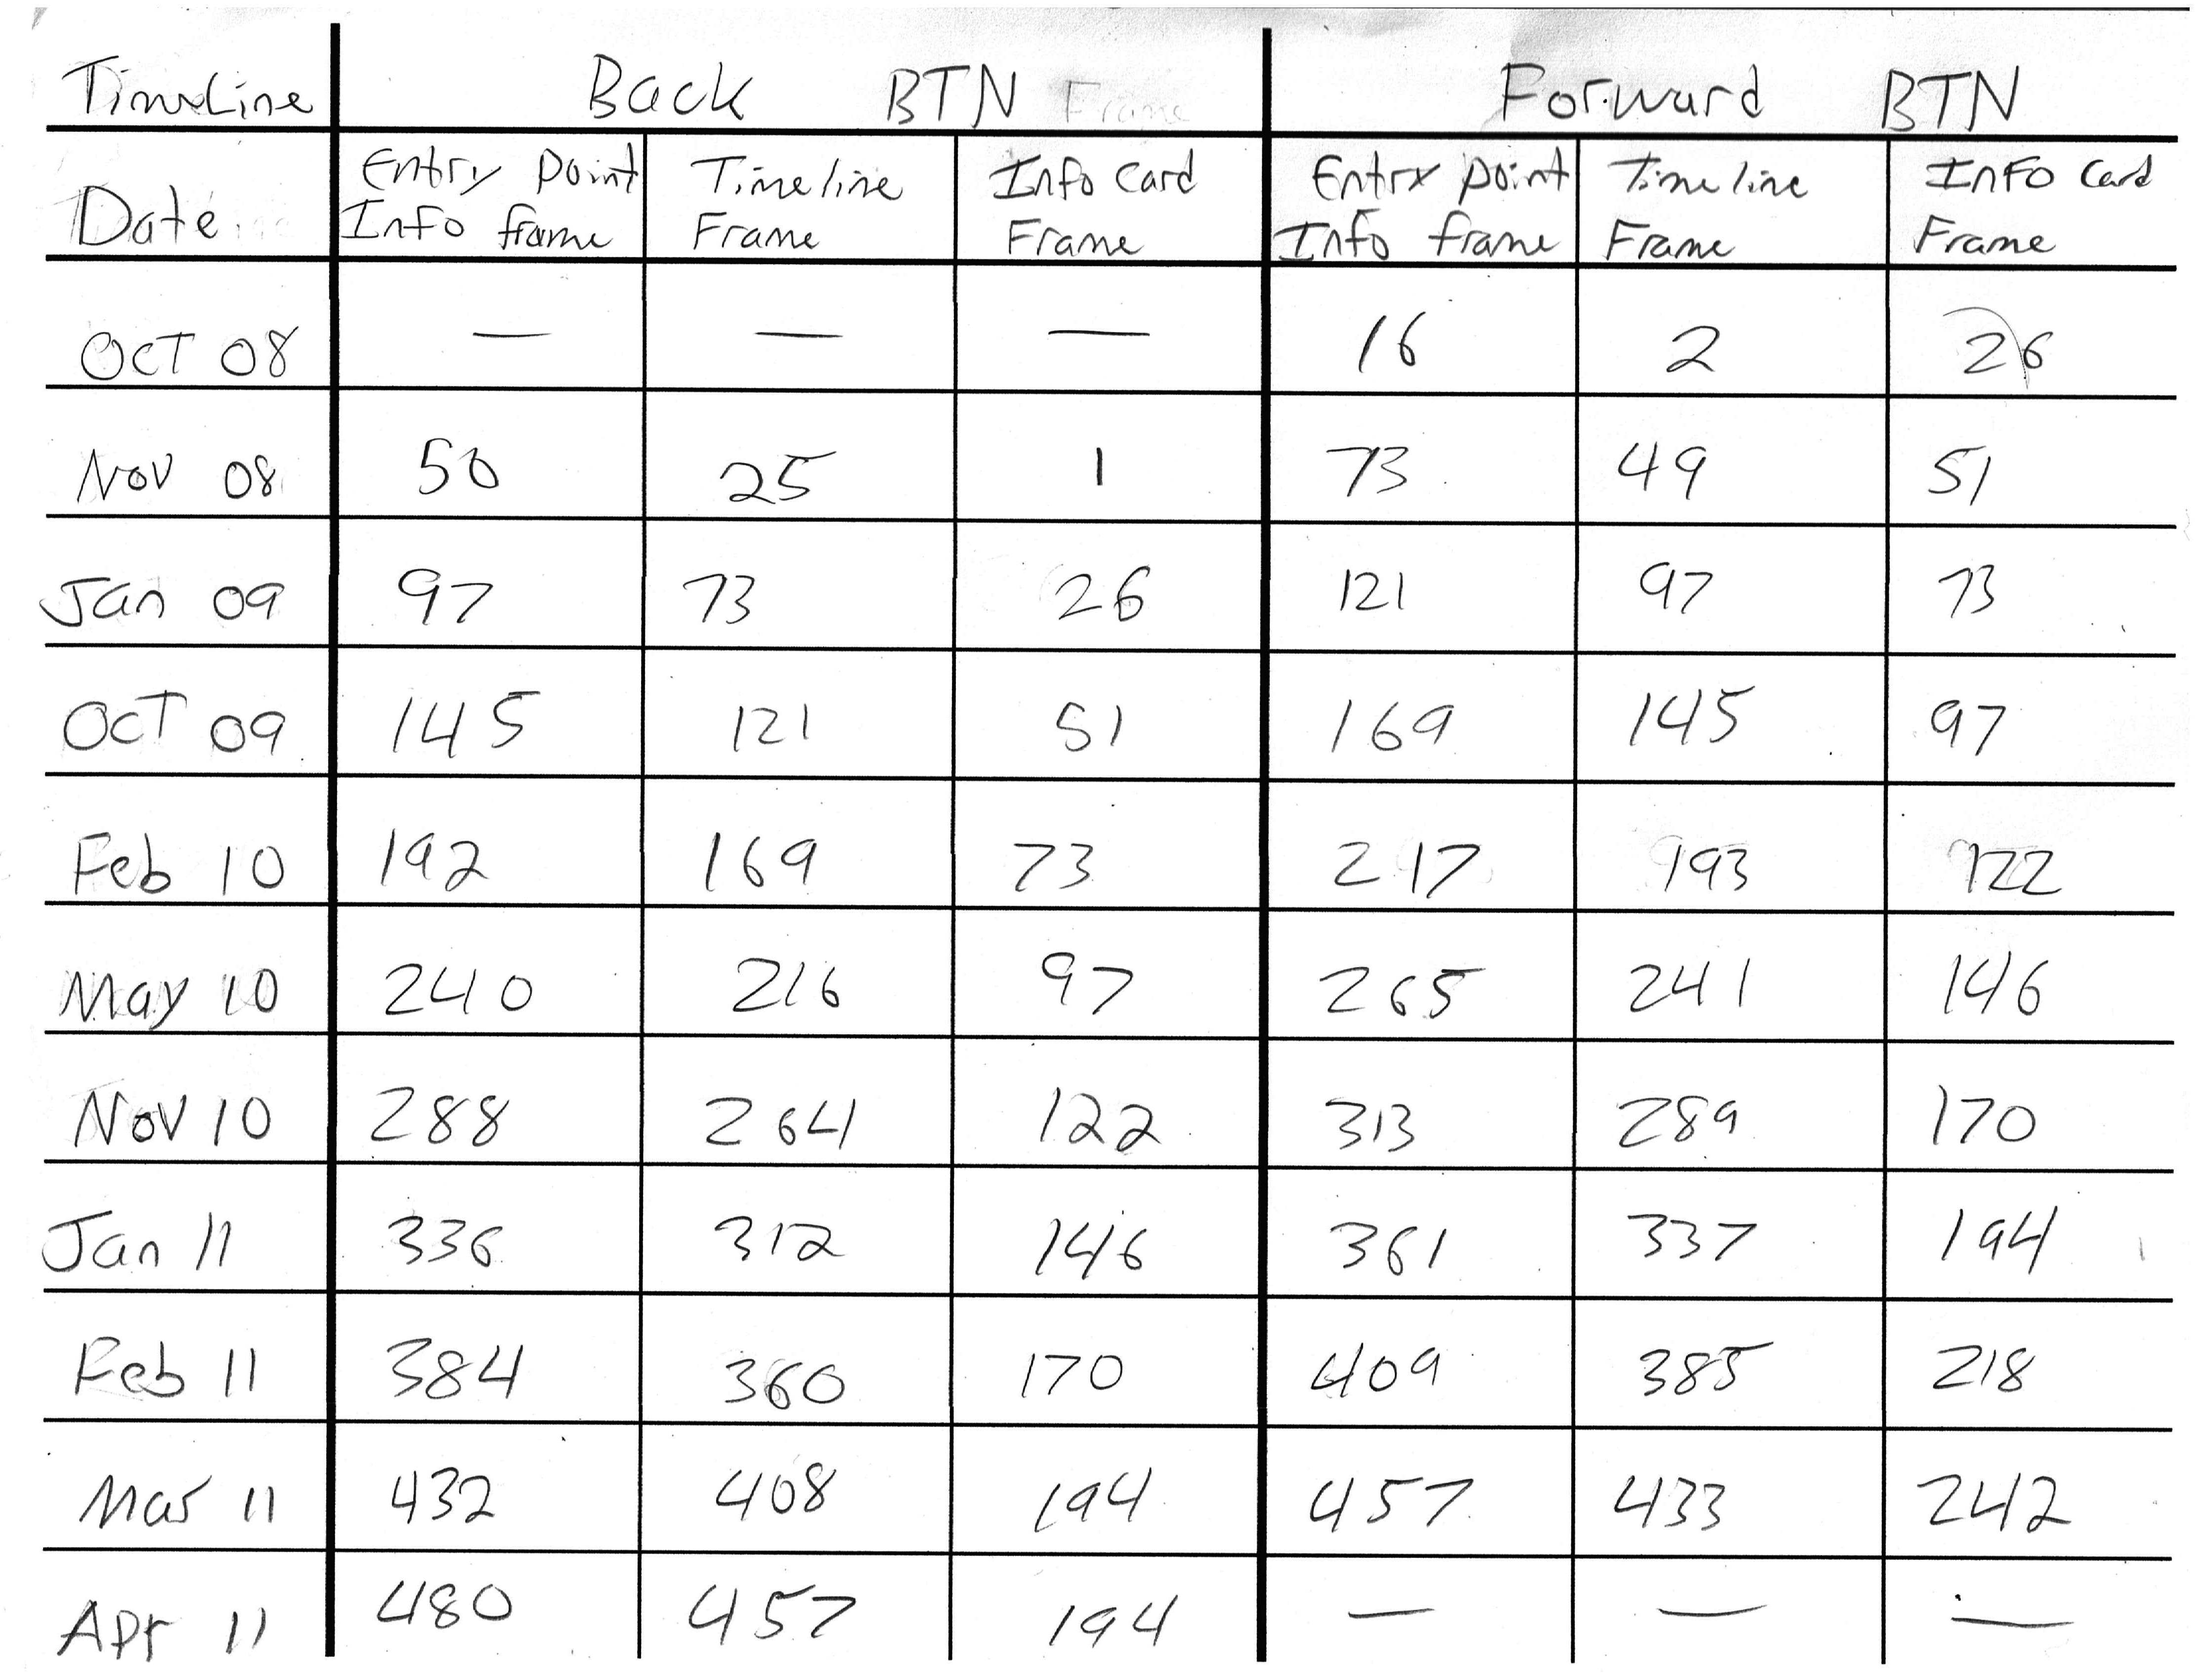 Timeline Back BTN Frame Forward BTN
Date Entry Point Info frame Timeline Frame Info Card Frame Entry point Info frame Timeline Frame Info Card Frame
Oct 08 — — — 16 2 26
Nov 08 50 25 1 73 49 51
Jan 09 97 73 26 121 97 73
Oct 09 145 121 51 169 145 97
Feb 10 192 169 73 217 193 122
May 10 240 216 97 265 241 146
Nov 10 288 264 122 313 289 170
Jan 11 336 312 146 361 337 194
Feb 11 384 360 170 409 385 218
Mar 11 432 408 194 457 433 242
Apr 11 480 457 194 — — —